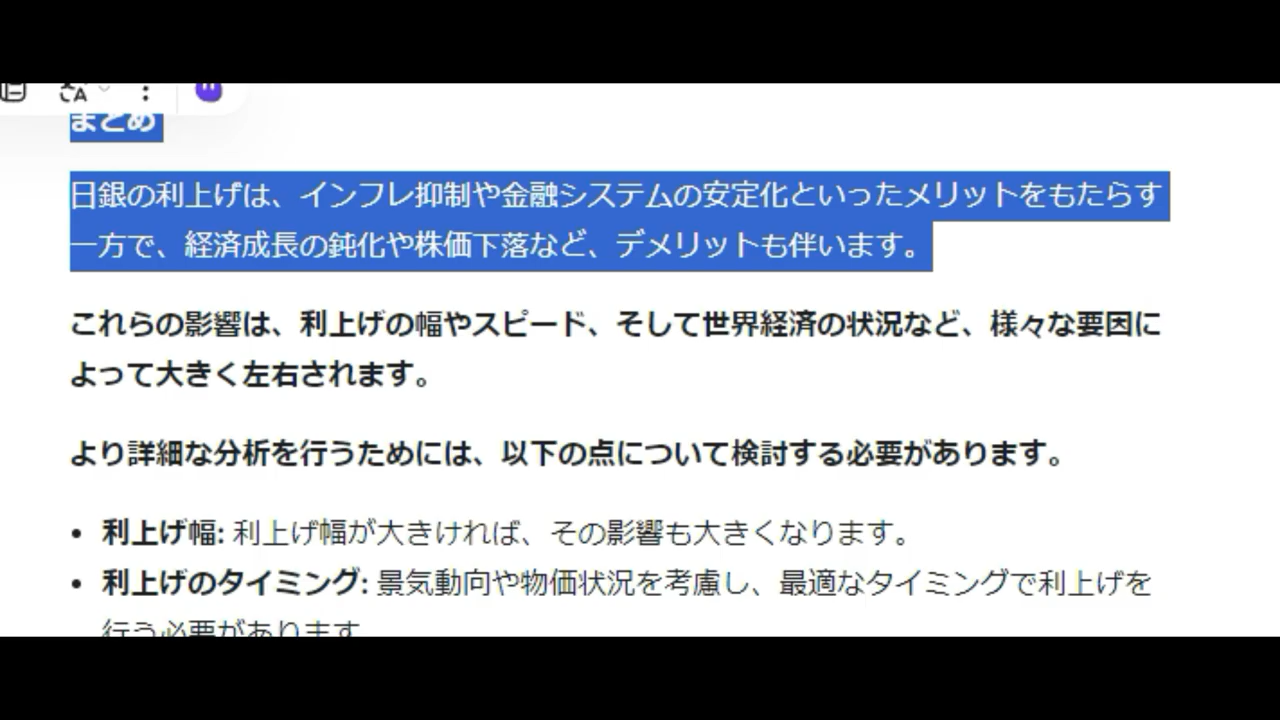 まとめ
日銀の利上げは、インフレ抑制や金融システムの安定化といったメリットをもたらす
一方で、経済成長の鈍化や株価下落など、デメリットも伴います。
これらの影響は、利上げの幅やスピード、そして世界経済の状況など、様々な要因に
よって大きく左右されます。
より詳細な分析を行うためには、以下の点について検討する必要があります。
• 利上げ幅: 利上げ幅が大きければ、その影響も大きくなります。
• 利上げのタイミング: 景気動向や物価状況を考慮し、最適なタイミングで利上げを
行う必要があります